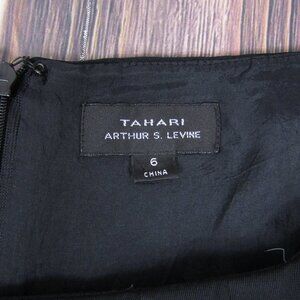 TAHARI
ARTHUR S. LEVINE
6
CHINA